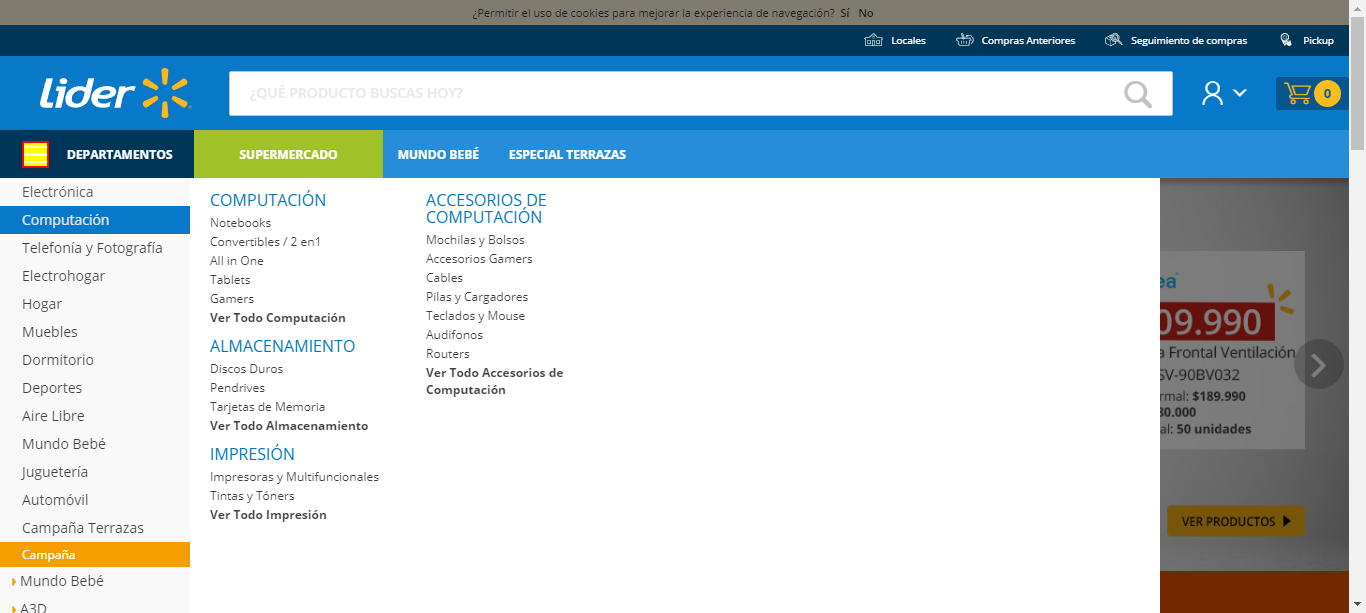 ¿Permitir el uso de cookies para mejorar la experiencia de navegación? Sí No
Locales
Compras Anteriores
Seguimiento de compras
Pickup
lider
¿QUÉ PRODUCTO BUSCAS HOY?
0
DEPARTAMENTOS
SUPERMERCADO
MUNDO BEBÉ
ESPECIAL TERRAZAS
Electrónica
Computación
Telefonía y Fotografía
Electrohogar
Hogar
Muebles
Dormitorio
Deportes
Aire Libre
Mundo Bebé
Juguetería
Automóvil
Campaña Terrazas
Campaña
Mundo Bebé
A3D
COMPUTACIÓN
Notebooks
Convertibles / 2 en1
All in One
Tablets
Gamers
Ver Todo Computación
ALMACENAMIENTO
Discos Duros
Pendrives
Tarjetas de Memoria
Ver Todo Almacenamiento
IMPRESIÓN
Impresoras y Multifuncionales
Tintas y Tóners
Ver Todo Impresión
ACCESORIOS DE
COMPUTACIÓN
Mochilas y Bolsos
Accesorios Gamers
Cables
Pilas y Cargadores
Teclados y Mouse
Audifonos
Routers
Ver Todo Accesorios de
Computación
09.990
a Frontal Ventilación
SV-90BV032
rmal: $189.990
80.000
al: 50 unidades
VER PRODUCTOS